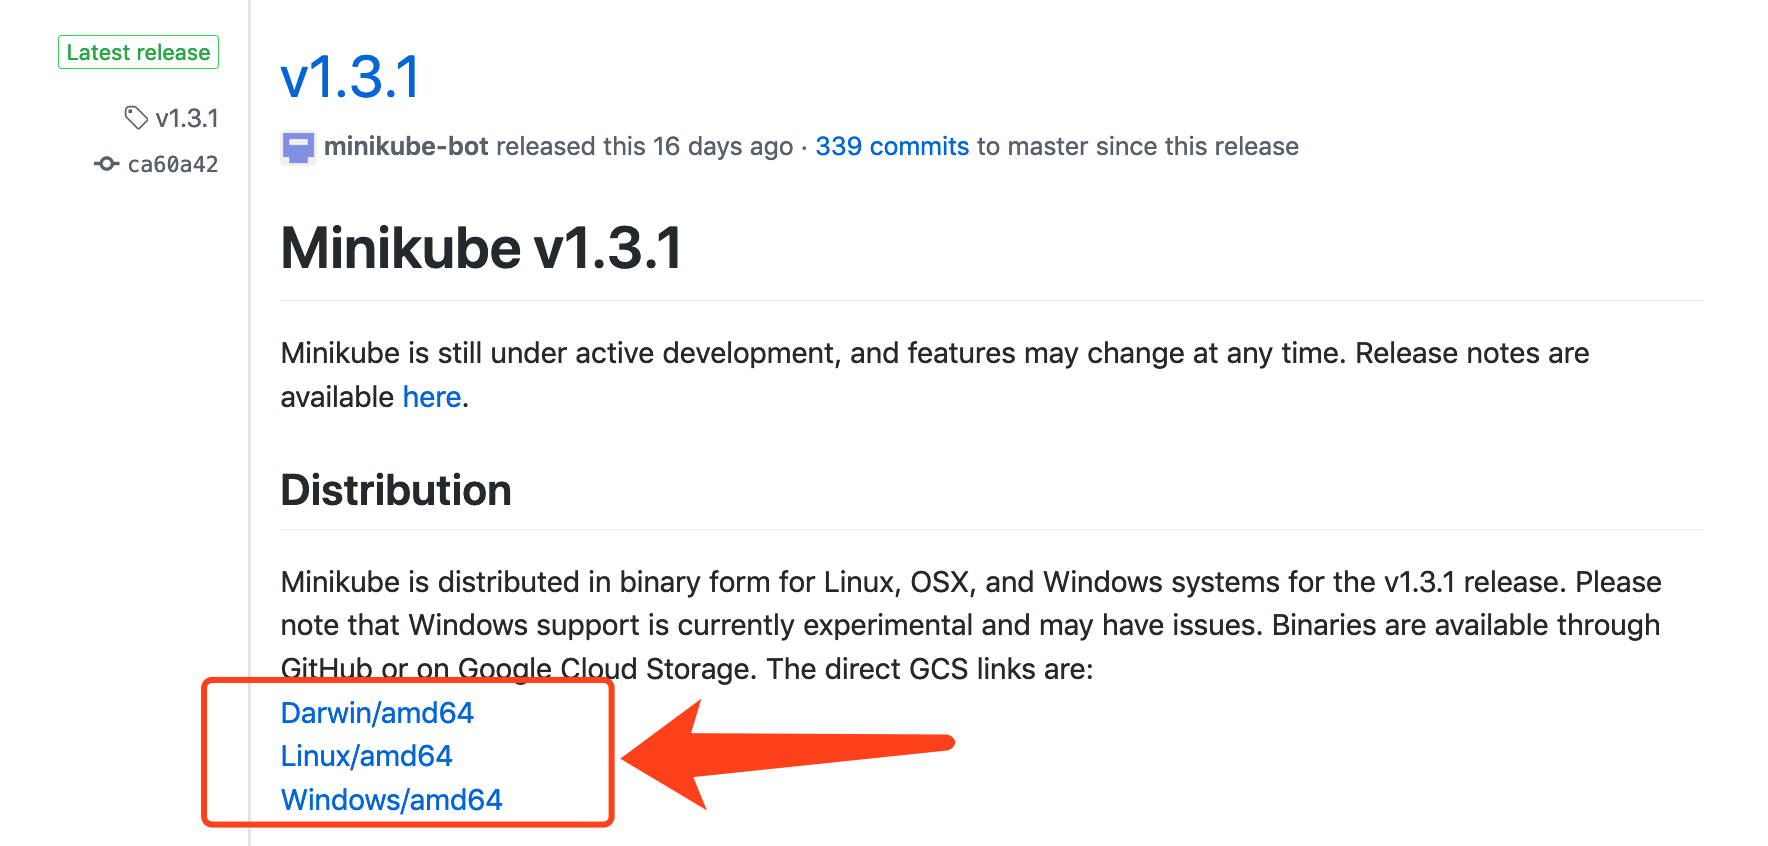 Latest release
v1.3.1
ca60a42
v1.3.1
minikube-bot released this 16 days ago · 339 commits to master since this release
Minikube v1.3.1
Minikube is still under active development, and features may change at any time. Release notes are
available here.
Distribution
Minikube is distributed in binary form for Linux, OSX, and Windows systems for the v1.3.1 release. Please
note that Windows support is currently experimental and may have issues. Binaries are available through
GitHub or on Google Cloud Storage. The direct GCS links are:
Darwin/amd64
Linux/amd64
Windows/amd64